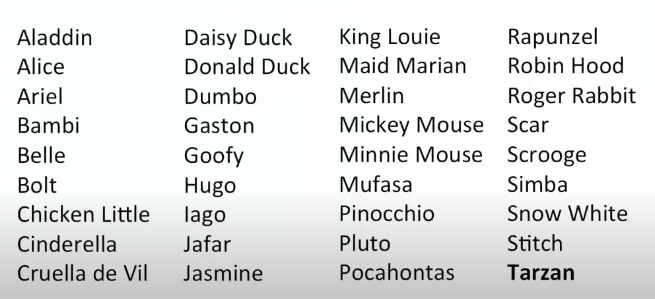 Aladdin
Alice
Ariel
Bambi
Belle
Bolt
Chicken Little
Cinderella
Cruella de Vil
Daisy Duck
Donald Duck
Dumbo
Gaston
Goofy
Hugo
Iago
Jafar
Jasmine
King Louie
Maid Marian
Merlin
Mickey Mouse
Minnie Mouse
Mufasa
Pinocchio
Pluto
Pocahontas
Rapunzel
Robin Hood
Roger Rabbit
Scar
Scrooge
Simba
Snow White
Stitch
Tarzan